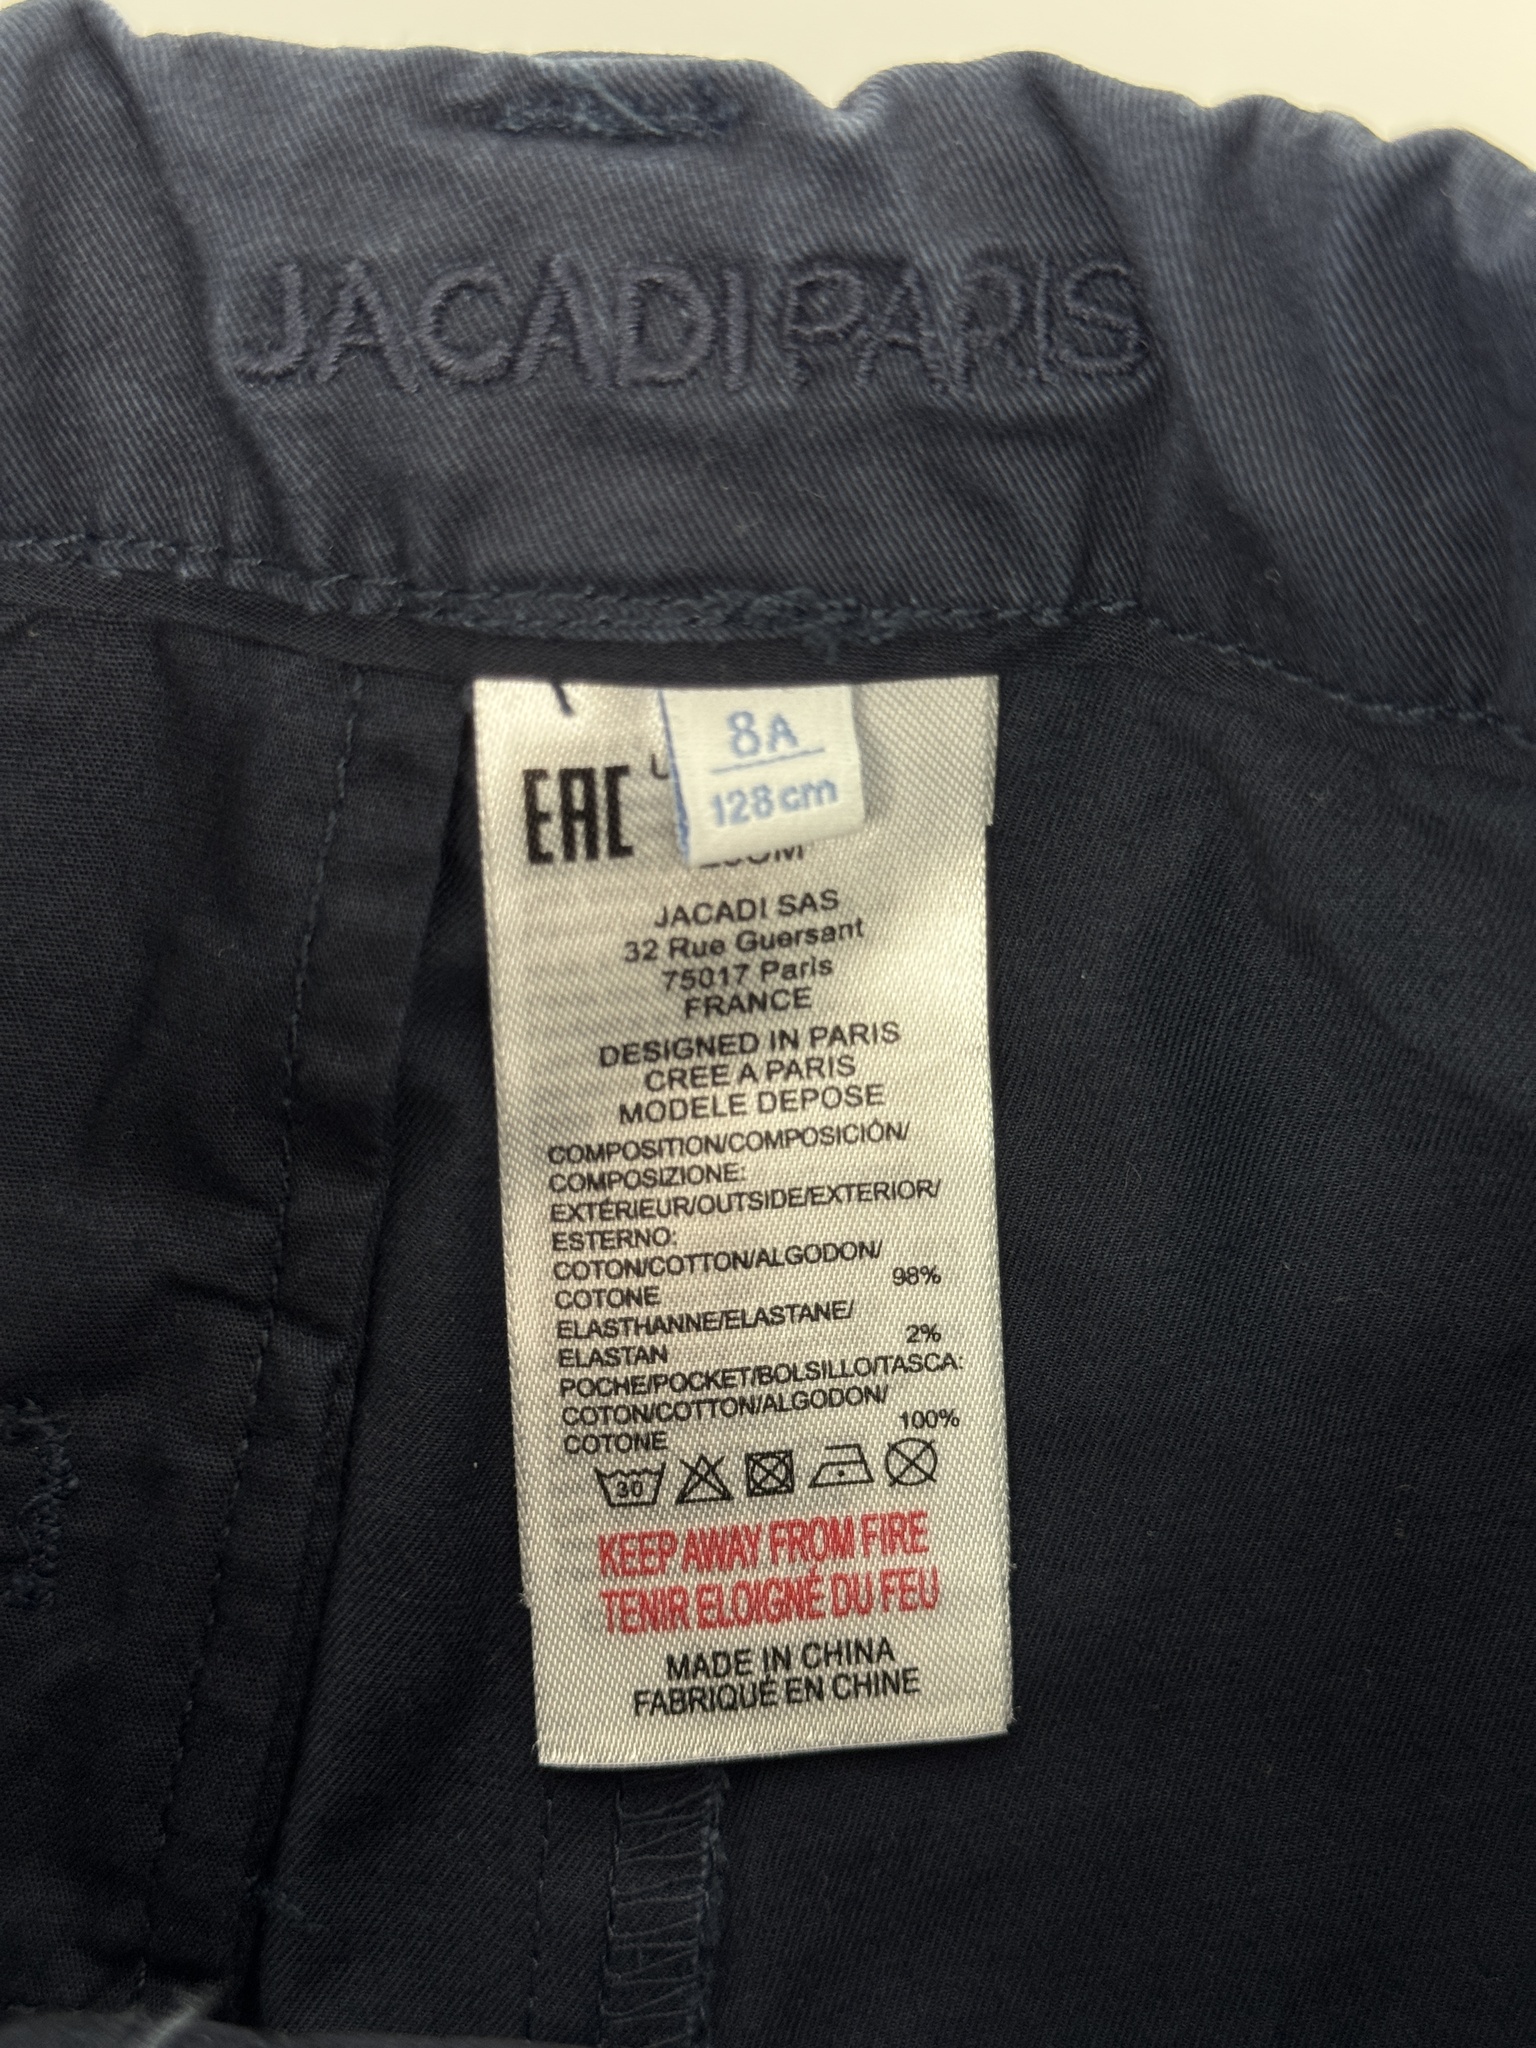 JACADI PARIS
8A
128cm
EAC
JACADI SAS
32 Rue Guersant
75017 Paris
FRANCE
DESIGNED IN PARIS
CREE A PARIS
MODELE DEPOSE
COMPOSITION/COMPOSICIÓN/
COMPOSIZIONE:
EXTÉRIEUR/OUTSIDE/EXTERIOR/
ESTERNO:
COTON/COTTON/ALGODON/
COTONE 98%
ELASTHANNE/ELASTANE/
ELASTAN 2%
POCHE/POCKET/BOLSILLO/TASCA:
COTON/COTTON/ALGODON/
COTONE 100%
30
KEEP AWAY FROM FIRE
TENIR ELOIGNÉ DU FEU
MADE IN CHINA
FABRIQUÉ EN CHINE